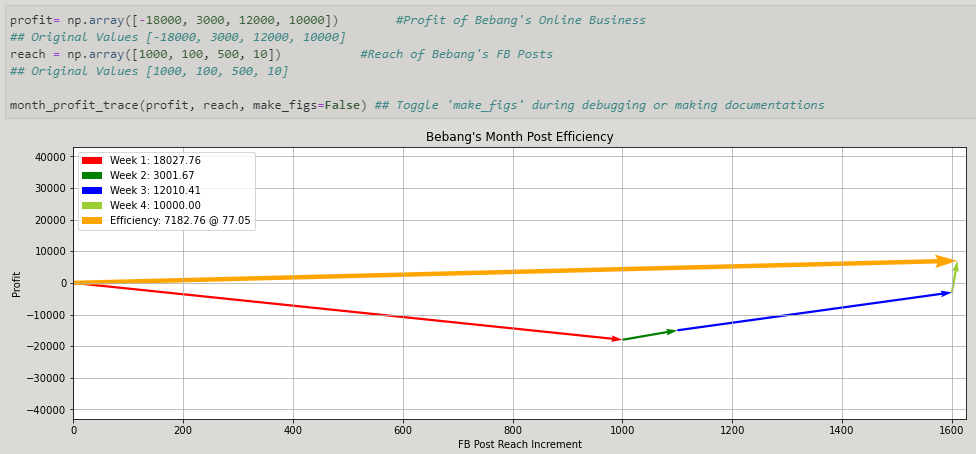 profit= np.array([-18000, 3000, 12000, 10000]) #Profit of Bebang's Online Business
## Original Values [-18000, 3000, 12000, 10000]
reach = np.array([1000, 100, 500, 10]) #Reach of Bebang's FB Posts
## Original Values [1000, 100, 500, 10]
month_profit_trace(profit, reach, make_figs=False) ## Toggle 'make_figs' during debugging or making documentations
Bebang's Month Post Efficiency
Week 1: 18027.76
Week 2: 3001.67
Week 3: 12010.41
Week 4: 10000.00
Efficiency: 7182.76 @ 77.05
Profit
40000
30000
20000
10000
0
−10000
−20000
−30000
−40000
0 200 400 600 800 1000 1200 1400 1600
FB Post Reach Increment